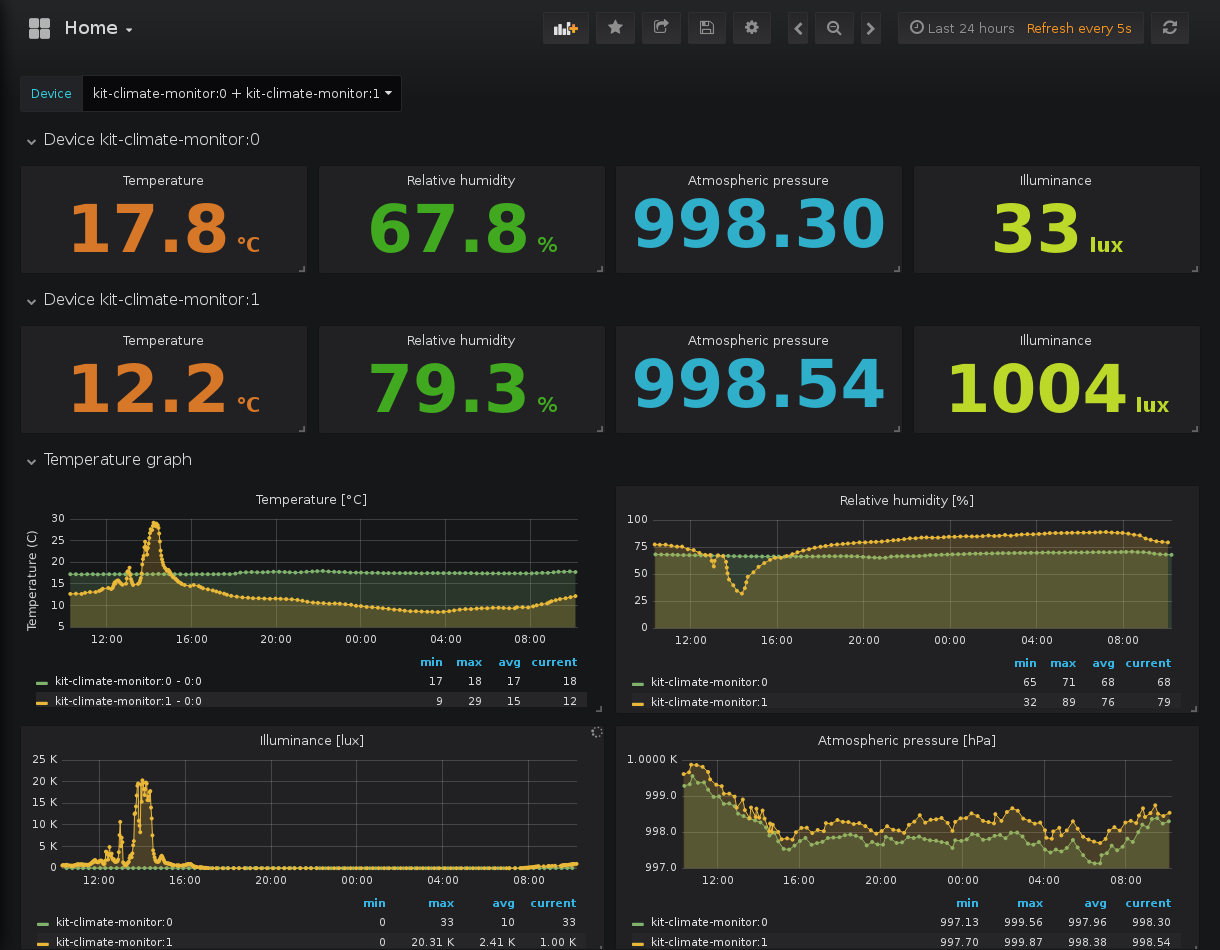 Home
Last 24 hours Refresh every 5s
Device kit-climate-monitor:0 + kit-climate-monitor:1
Device kit-climate-monitor:0
Temperature Relative humidity Atmospheric pressure Illuminance
17.8 °C 67.8 % 998.30 33 lux
Device kit-climate-monitor:1
Temperature Relative humidity Atmospheric pressure Illuminance
12.2 °C 79.3 % 998.54 1004 lux
Temperature graph
Temperature [°C]
Temperature (C)
30
25
20
15
10
5
12:00 16:00 20:00 00:00 04:00 08:00
min max avg current
kit-climate-monitor:0 - 0:0 17 18 17 18
kit-climate-monitor:1 - 0:0 9 29 15 12
Relative humidity [%]
100
75
50
25
0
12:00 16:00 20:00 00:00 04:00 08:00
min max avg current
kit-climate-monitor:0 65 71 68 68
kit-climate-monitor:1 32 89 76 79
Illuminance [lux]
25 K
20 K
15 K
10 K
5 K
0
12:00 16:00 20:00 00:00 04:00 08:00
min max avg current
kit-climate-monitor:0 0 33 10 33
kit-climate-monitor:1 0 20.31 K 2.41 K 1.00 K
Atmospheric pressure [hPa]
1.0000 K
999.0
998.0
997.0
12:00 16:00 20:00 00:00 04:00 08:00
min max avg current
kit-climate-monitor:0 997.13 999.56 997.96 998.30
kit-climate-monitor:1 997.70 999.87 998.38 998.54